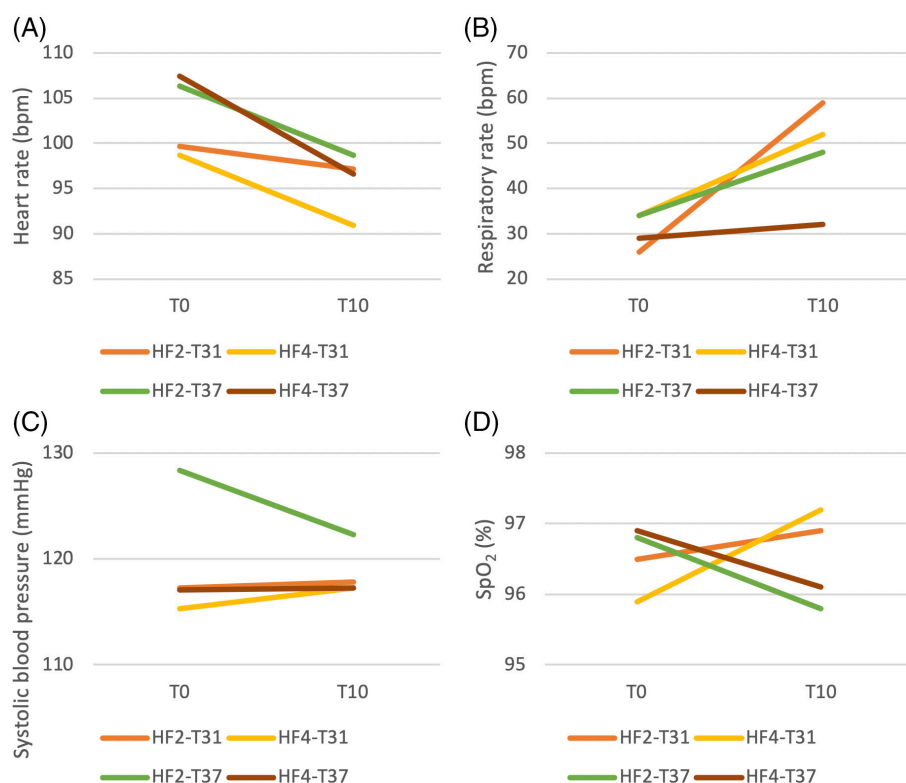 (A)
Heart rate (bpm)
110
105
100
95
90
85
T0 T10
HF2-T31 HF4-T31
HF2-T37 HF4-T37
(B)
Respiratory rate (bpm)
70
60
50
40
30
20
T0 T10
HF2-T31 HF4-T31
HF2-T37 HF4-T37
(C)
Systolic blood pressure (mmHg)
130
120
110
T0 T10
HF2-T31 HF4-T31
HF2-T37 HF4-T37
(D)
SpO₂ (%)
98
97
96
95
T0 T10
HF2-T31 HF4-T31
HF2-T37 HF4-T37